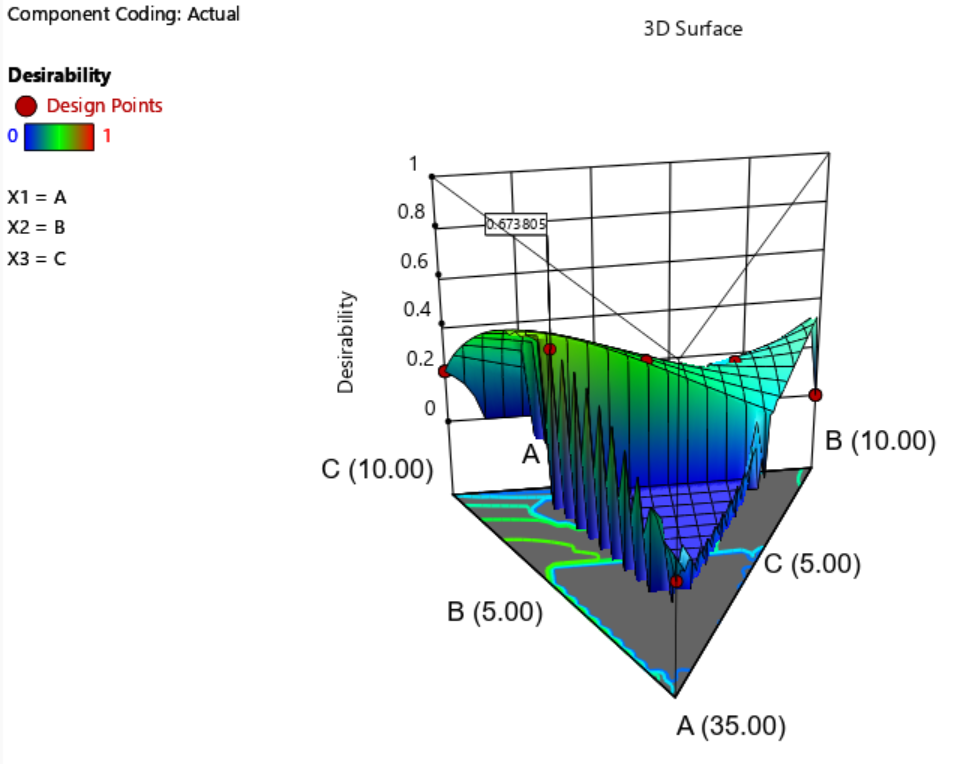 Component Coding: Actual
3D Surface
Desirability
Design Points
0 1
X1 = A
X2 = B
X3 = C
1
0.8
0.6
0.4
0.2
0
Desirability
0.673805
A
C (10.00)
B (10.00)
B (5.00)
C (5.00)
A (35.00)